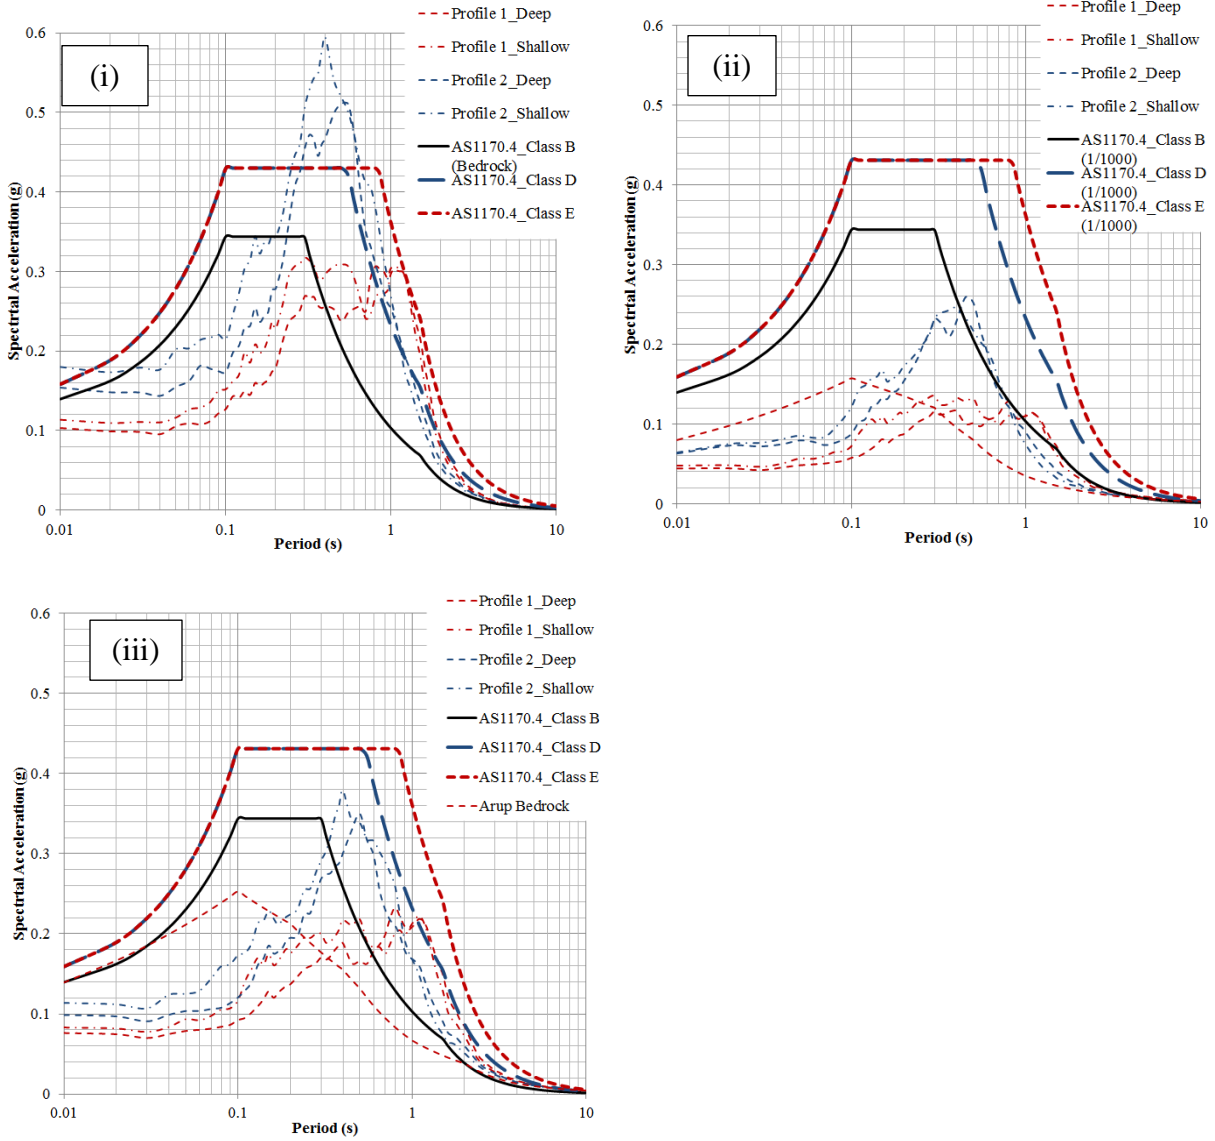 (i)
Profile 1_Deep
Profile 1_Shallow
Profile 2_Deep
Profile 2_Shallow
AS1170.4_Class B
(Bedrock)
AS1170.4_Class D
AS1170.4_Class E
Spectrtal Acceleration (g)
0.6
0.5
0.4
0.3
0.2
0.1
0
0.01
0.1
1
10
Period (s)
(ii)
Profile 1_Deep
Profile 1_Shallow
Profile 2_Deep
Profile 2_Shallow
AS1170.4_Class B
(1/1000)
AS1170.4_Class D
(1/1000)
AS1170.4_Class E
(1/1000)
Spectrtal Acceleration (g)
0.6
0.5
0.4
0.3
0.2
0.1
0
0.01
0.1
1
10
Period (s)
(iii)
Profile 1_Deep
Profile 1_Shallow
Profile 2_Deep
Profile 2_Shallow
AS1170.4_Class B
AS1170.4_Class D
AS1170.4_Class E
Arup Bedrock
Spectrtal Acceleration (g)
0.6
0.5
0.4
0.3
0.2
0.1
0
0.01
0.1
1
10
Period (s)